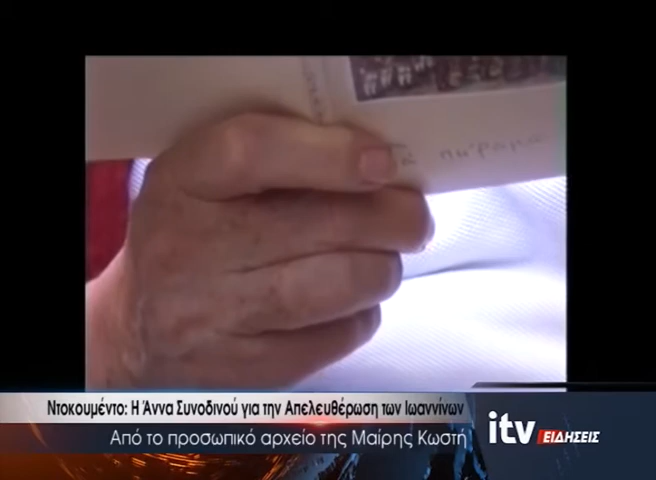 Ντοκουμέντο: Η Άννα Συνοδινού για την Απελευθέρωση των Ιωαννίνων
Από το προσωπικό αρχείο της Μαίρης Κωστή
itv ΕΙΔΗΣΕΙΣ